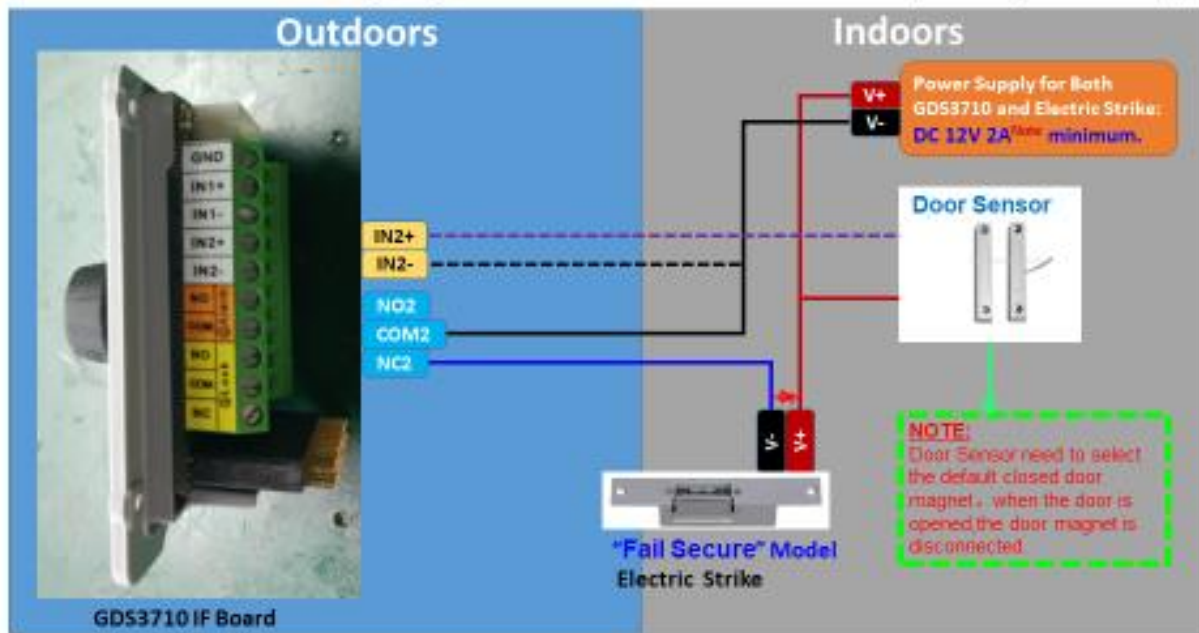 Outdoors
Indoors
Power Supply for Both
GDS3710 and Electric Strike:
DC 12V 2A minimum.
V+
V-
GND
IN1+
IN1-
IN2+
IN2-
NO
COM
NO
COM
NC
IN2+
IN2-
NO2
COM2
NC2
Door Sensor
V-
V+
NOTE:
Door Sensor need to select
the default closed door
magnet, when the door is
opened,the door magnet is
disconnected
"Fail Secure" Model
Electric Strike
GDS3710 IF Board